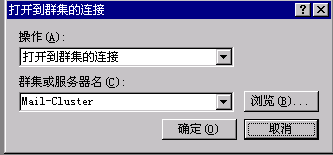 打开到群集的连接
操作(A):
打开到群集的连接
群集或服务器名(C):
Mail-Cluster
浏览(B)...
确定(O)
取消